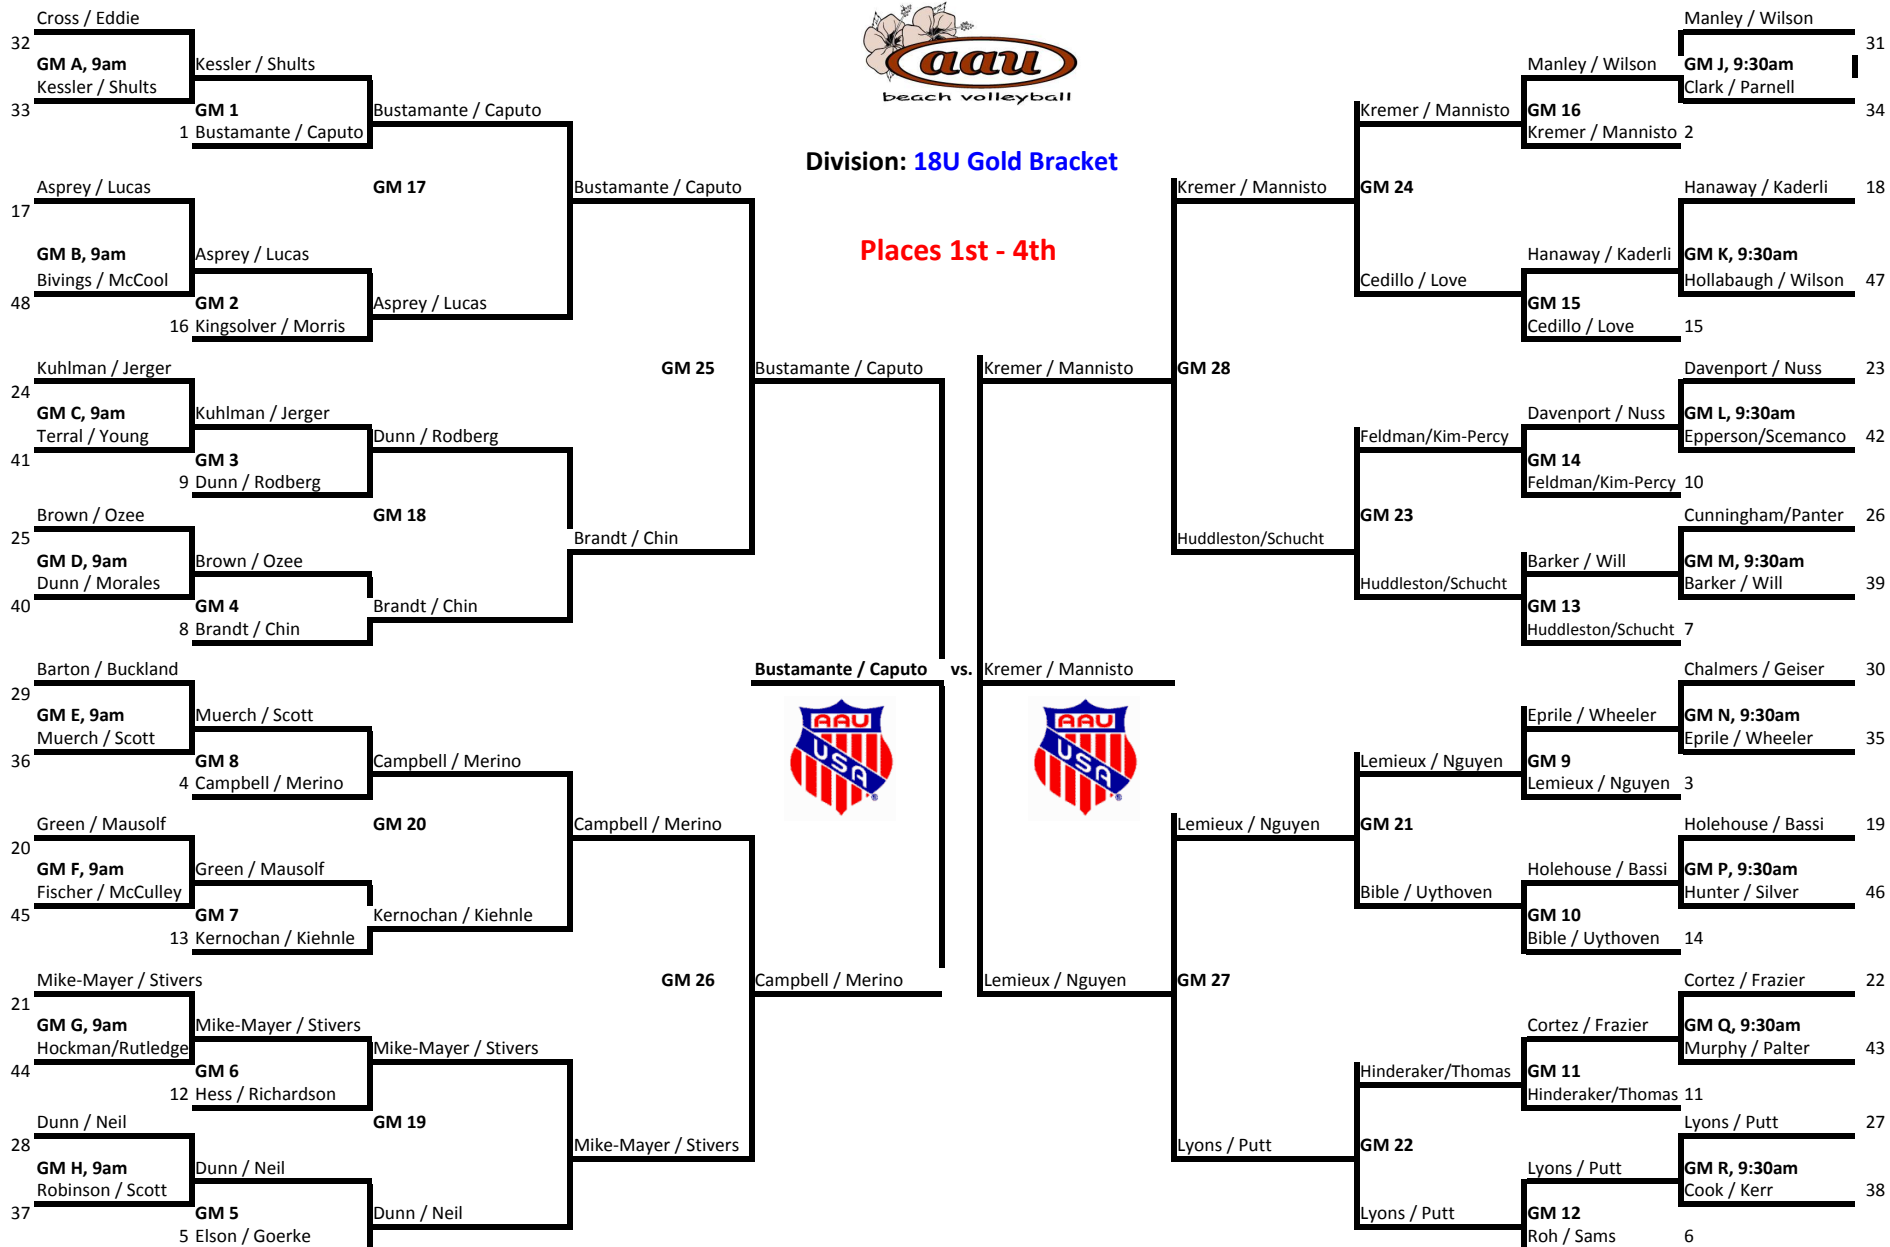 Cross / Eddie
32
GM A, 9am
Kessler / Shults
33
Kessler / Shults
GM 1
1 Bustamante / Caputo
Bustamante / Caputo
Asprey / Lucas
17
GM B, 9am
Bivings / McCool
48
Asprey / Lucas
GM 2
16 Kingsolver / Morris
Asprey / Lucas
GM 17
Bustamante / Caputo
Kuhlman / Jerger
24
GM C, 9am
Terral / Young
41
Kuhlman / Jerger
GM 3
9 Dunn / Rodberg
Dunn / Rodberg
Brown / Ozee
25
GM D, 9am
Dunn / Morales
40
Brown / Ozee
GM 4
8 Brandt / Chin
Brandt / Chin
GM 18
Brandt / Chin
GM 25
Bustamante / Caputo
Barton / Buckland
29
GM E, 9am
Muerch / Scott
36
Muerch / Scott
GM 8
4 Campbell / Merino
Campbell / Merino
Green / Mausolf
20
GM F, 9am
Fischer / McCulley
45
Green / Mausolf
GM 7
13 Kernochan / Kiehnle
Kernochan / Kiehnle
GM 20
Campbell / Merino
Mike-Mayer / Stivers
21
GM G, 9am
Hockman/Rutledge
44
Mike-Mayer / Stivers
GM 6
12 Hess / Richardson
Mike-Mayer / Stivers
Dunn / Neil
28
GM H, 9am
Robinson / Scott
37
Dunn / Neil
GM 5
5 Elson / Goerke
Dunn / Neil
GM 19
Mike-Mayer / Stivers
GM 26
Campbell / Merino
aau
beach volleyball
Division: 18U Gold Bracket
Places 1st - 4th
Bustamante / Caputo vs. Kremer / Mannisto
AAU
USA
®
AAU
USA
®
Kremer / Mannisto
GM 28
Kremer / Mannisto
GM 24
Kremer / Mannisto
Manley / Wilson
GM 16
Kremer / Mannisto 2
Manley / Wilson
31
GM J, 9:30am
Clark / Parnell
34
Cedillo / Love
Hanaway / Kaderli
GM 15
Cedillo / Love 15
Hanaway / Kaderli 18
GM K, 9:30am
Hollabaugh / Wilson 47
Huddleston/Schucht
GM 23
Feldman/Kim-Percy
Davenport / Nuss
GM 14
Feldman/Kim-Percy 10
Davenport / Nuss 23
GM L, 9:30am
Epperson/Scemanco 42
Huddleston/Schucht
Barker / Will
GM 13
Huddleston/Schucht 7
Cunningham/Panter 26
GM M, 9:30am
Barker / Will 39
Lemieux / Nguyen
GM 27
Lemieux / Nguyen
GM 21
Lemieux / Nguyen
Eprile / Wheeler
GM 9
Lemieux / Nguyen 3
Chalmers / Geiser 30
GM N, 9:30am
Eprile / Wheeler 35
Bible / Uythoven
Holehouse / Bassi
GM 10
Bible / Uythoven 14
Holehouse / Bassi 19
GM P, 9:30am
Hunter / Silver 46
Lyons / Putt
GM 22
Hinderaker/Thomas
Cortez / Frazier
GM 11
Hinderaker/Thomas 11
Cortez / Frazier 22
GM Q, 9:30am
Murphy / Palter 43
Lyons / Putt
Lyons / Putt
GM 12
Roh / Sams 6
Lyons / Putt 27
GM R, 9:30am
Cook / Kerr 38